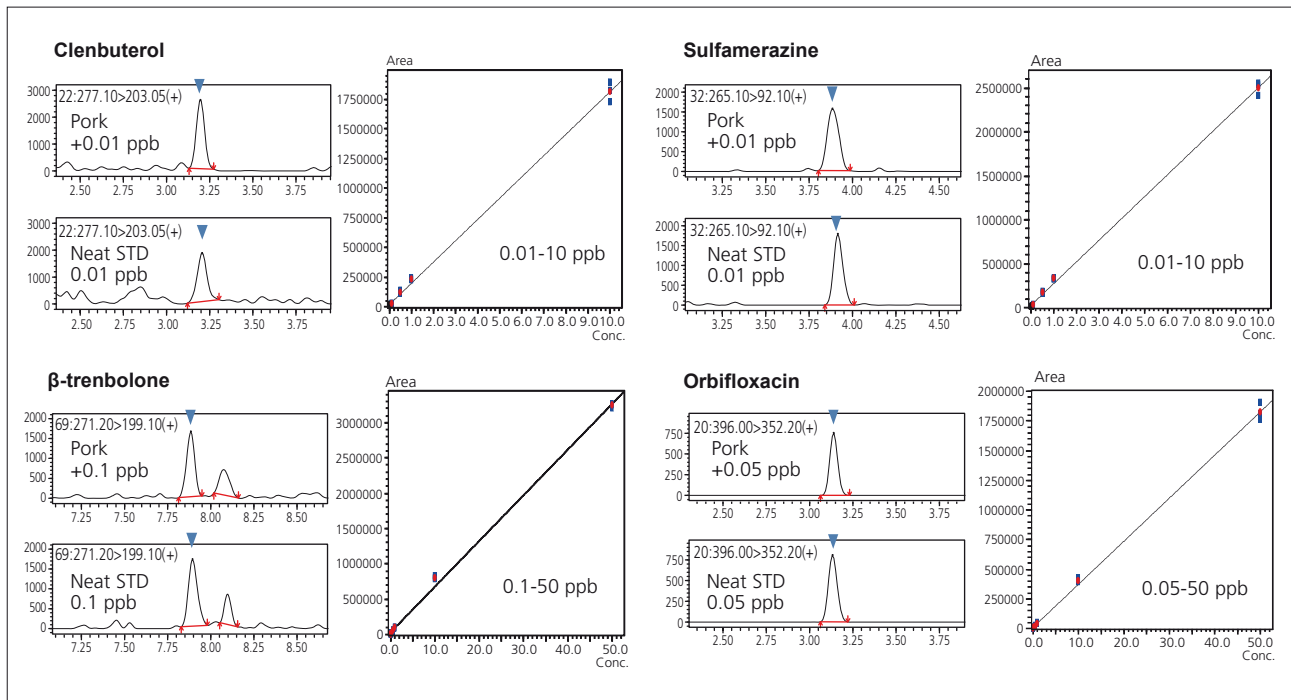 Clenbuterol
3000
2000
1000
0
22:277.10>203.05(+)
Pork
+0.01 ppb
2.50 2.75 3.00 3.25 3.50 3.75
3000
2000
1000
0
22:277.10>203.05(+)
Neat STD
0.01 ppb
2.50 2.75 3.00 3.25 3.50 3.75
Area
1750000
1500000
1250000
1000000
750000
500000
250000
0
0.01-10 ppb
0.0 1.0 2.0 3.0 4.0 5.0 6.0 7.0 8.0 9.0 10.0
Conc.
Sulfamerazine
2000
1500
1000
500
0
32:265.10>92.10(+)
Pork
+0.01 ppb
3.25 3.50 3.75 4.00 4.25 4.50
2000
1500
1000
500
0
32:265.10>92.10(+)
Neat STD
0.01 ppb
3.25 3.50 3.75 4.00 4.25 4.50
Area
2500000
2000000
1500000
1000000
500000
0
0.01-10 ppb
0.0 1.0 2.0 3.0 4.0 5.0 6.0 7.0 8.0 9.0 10.0
Conc.
β-trenbolone
2000
1500
1000
500
0
69:271.20>199.10(+)
Pork
+0.1 ppb
7.25 7.50 7.75 8.00 8.25 8.50
2000
1500
1000
500
0
69:271.20>199.10(+)
Neat STD
0.1 ppb
7.25 7.50 7.75 8.00 8.25 8.50
Area
3000000
2500000
2000000
1500000
1000000
500000
0
0.1-50 ppb
0.0 10.0 20.0 30.0 40.0 50.0
Conc.
Orbifloxacin
750
500
250
0
20:396.00>352.20(+)
Pork
+0.05 ppb
2.50 2.75 3.00 3.25 3.50 3.75
750
500
250
0
20:396.00>352.20(+)
Neat STD
0.05 ppb
2.50 2.75 3.00 3.25 3.50 3.75
Area
2000000
1750000
1500000
1250000
1000000
750000
500000
250000
0
0.05-50 ppb
0.0 10.0 20.0 30.0 40.0 50.0
Conc.